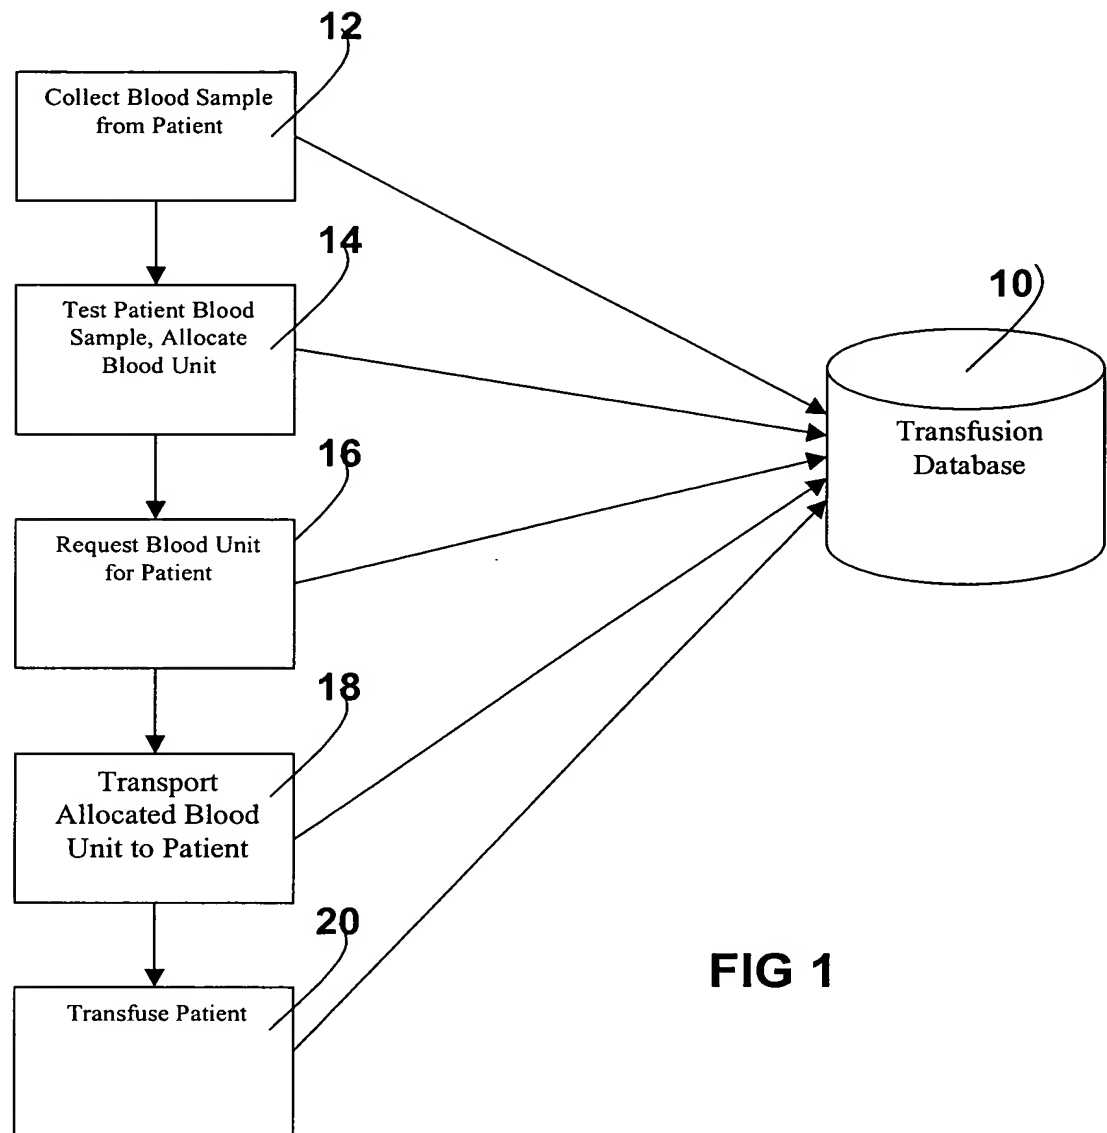 12
Collect Blood Sample
from Patient
14
Test Patient Blood
Sample, Allocate
Blood Unit
10
Transfusion
Database
16
Request Blood Unit
for Patient
18
Transport
Allocated Blood
Unit to Patient
20
Transfuse Patient
FIG 1